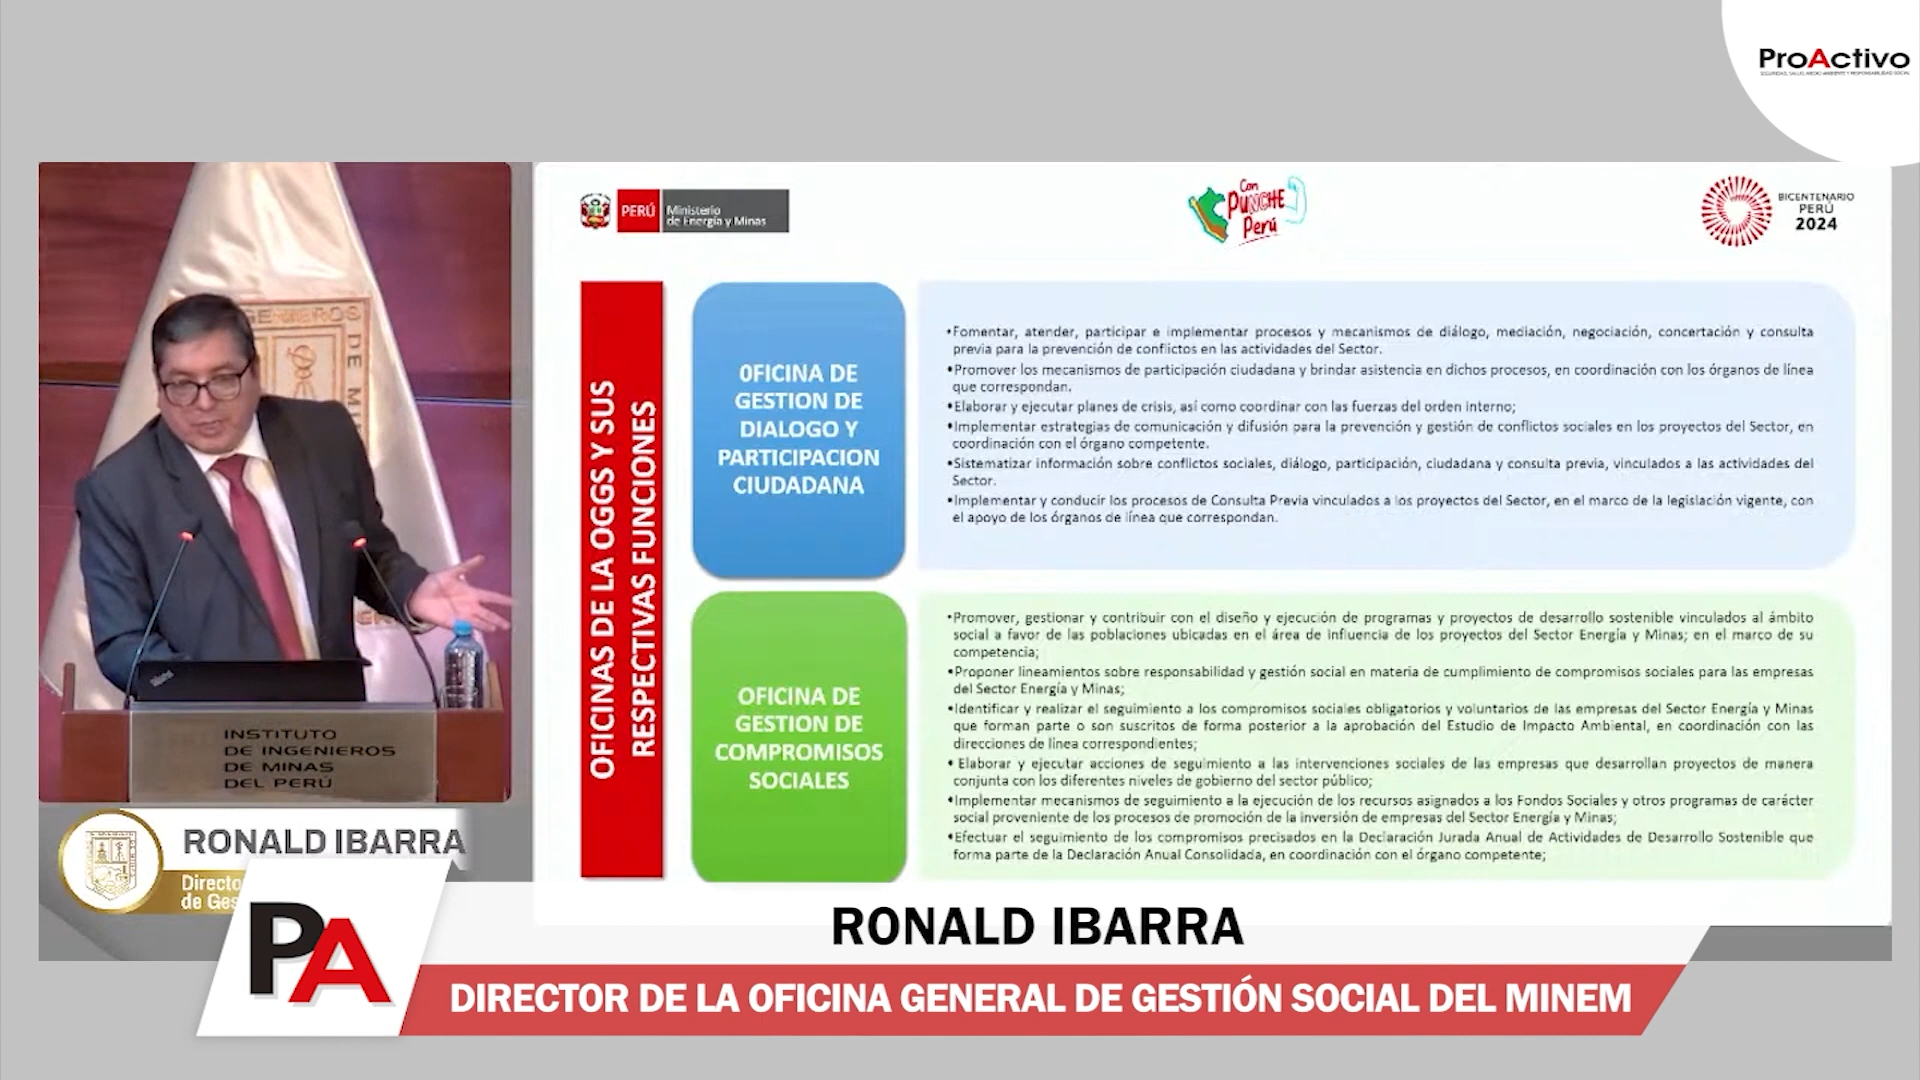 ProActivo
SEGURIDAD, SALUD, MEDIO AMBIENTE Y RESPONSABILIDAD SOCIAL
PERÚ
Ministerio
de Energía y Minas
Con
PUNCHE
Perú
BICENTENARIO
PERÚ
2024
OFICINAS DE LA OGGS Y SUS
RESPECTIVAS FUNCIONES
0FICINA DE
GESTION DE
DIALOGO Y
PARTICIPACION
CIUDADANA
•Fomentar, atender, participar e implementar procesos y mecanismos de diálogo, mediación, negociación, concertación y consulta
previa para la prevención de conflictos en las actividades del Sector.
•Promover los mecanismos de participación ciudadana y brindar asistencia en dichos procesos, en coordinación con los órganos de línea
que correspondan.
•Elaborar y ejecutar planes de crisis, así como coordinar con las fuerzas del orden interno;
•Implementar estrategias de comunicación y difusión para la prevención y gestión de conflictos sociales en los proyectos del Sector, en
coordinación con el órgano competente.
•Sistematizar información sobre conflictos sociales, diálogo, participación, ciudadana y consulta previa, vinculados a las actividades del
Sector.
•Implementar y conducir los procesos de Consulta Previa vinculados a los proyectos del Sector, en el marco de la legislación vigente, con
el apoyo de los órganos de línea que correspondan.
OFICINA DE
GESTION DE
COMPROMISOS
SOCIALES
•Promover, gestionar y contribuir con el diseño y ejecución de programas y proyectos de desarrollo sostenible vinculados al ámbito
social a favor de las poblaciones ubicadas en el área de influencia de los proyectos del Sector Energía y Minas; en el marco de su
competencia;
•Proponer lineamientos sobre responsabilidad y gestión social en materia de cumplimiento de compromisos sociales para las empresas
del Sector Energía y Minas;
•Identificar y realizar el seguimiento a los compromisos sociales obligatorios y voluntarios de las empresas del Sector Energía y Minas
que forman parte o son suscritos de forma posterior a la aprobación del Estudio de Impacto Ambiental, en coordinación con las
direcciones de línea correspondientes;
• Elaborar y ejecutar acciones de seguimiento a las intervenciones sociales de las empresas que desarrollan proyectos de manera
conjunta con los diferentes niveles de gobierno del sector público;
•Implementar mecanismos de seguimiento a la ejecución de los recursos asignados a los Fondos Sociales y otros programas de carácter
social proveniente de los procesos de promoción de la inversión de empresas del Sector Energía y Minas;
•Efectuar el seguimiento de los compromisos precisados en la Declaración Jurada Anual de Actividades de Desarrollo Sostenible que
forma parte de la Declaración Anual Consolidada, en coordinación con el órgano competente;
INSTITUTO
DE INGENIEROS
DE MINAS
DEL PERÚ
RONALD IBARRA
Directo
de Ges
PA
RONALD IBARRA
DIRECTOR DE LA OFICINA GENERAL DE GESTIÓN SOCIAL DEL MINEM